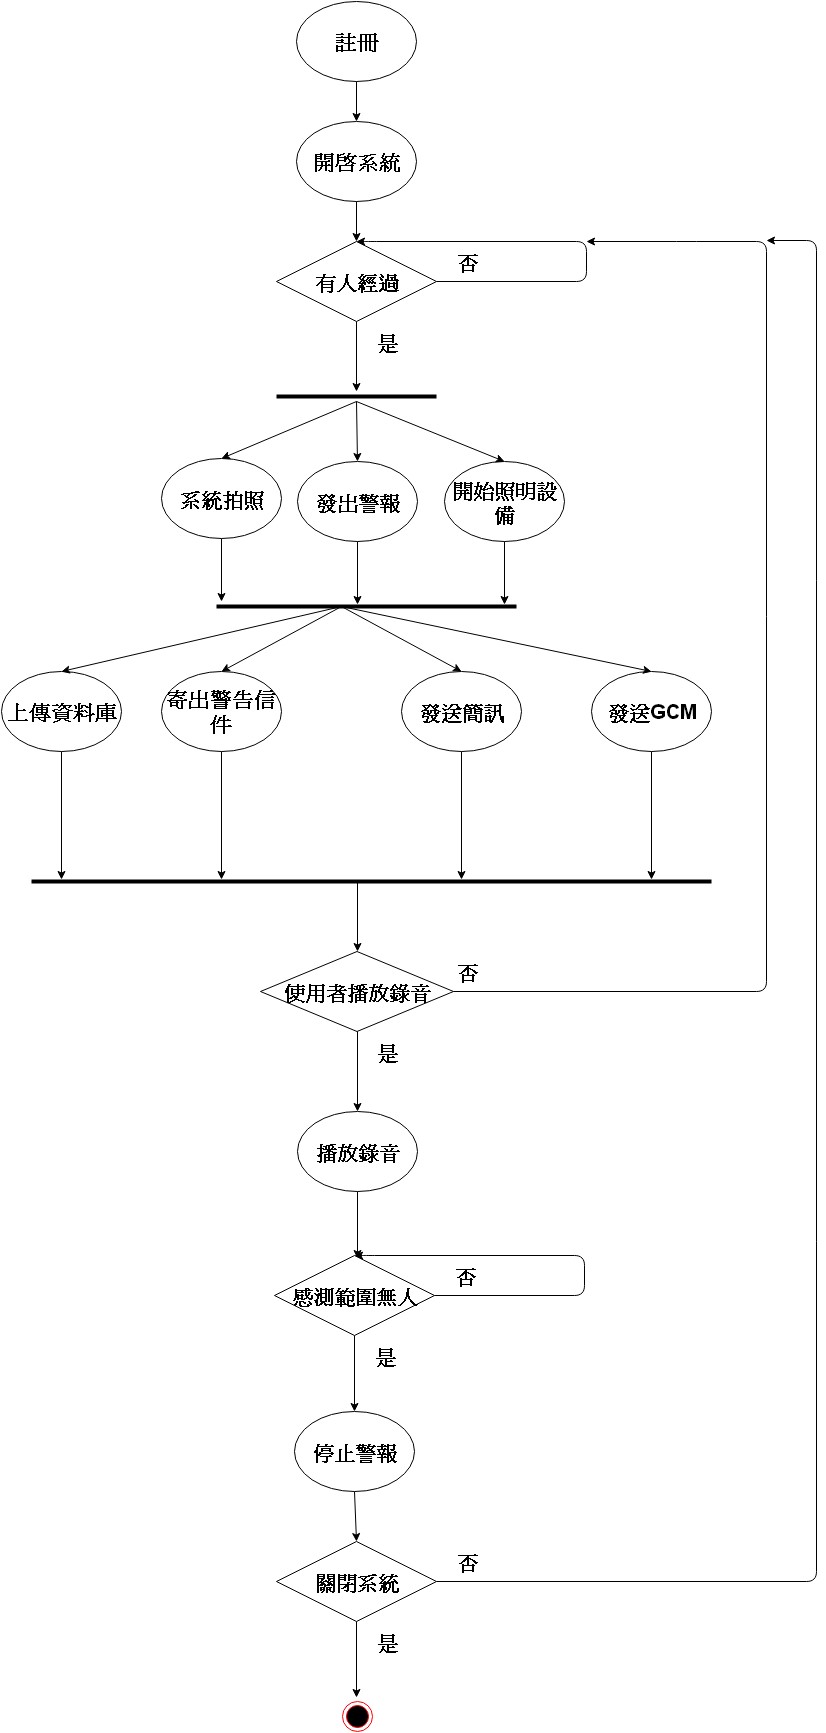 註冊
開啓系統
有人經過
否
是
系統拍照
發出警報
開始照明設
備
上傳資料庫
寄出警告信
件
發送簡訊
發送GCM
使用者播放錄音
否
是
播放錄音
感測範圍無人
否
是
停止警報
關閉系統
否
是